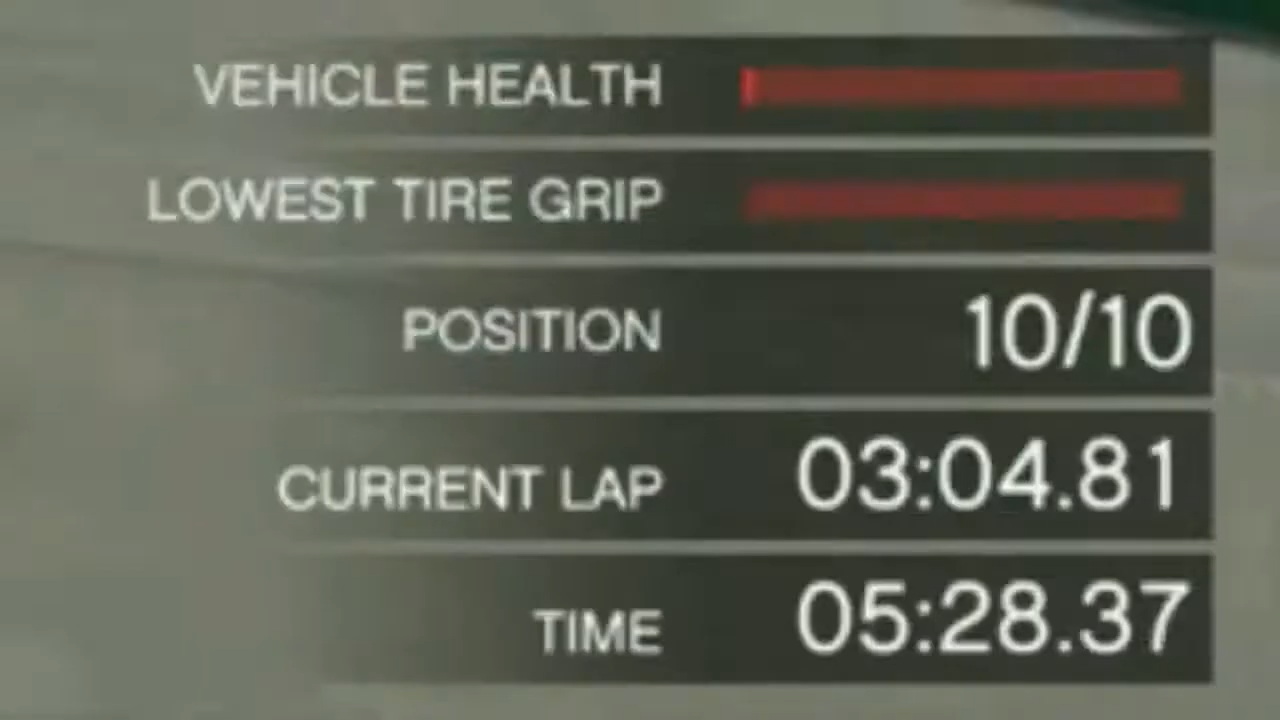 VEHICLE HEALTH
LOWEST TIRE GRIP
POSITION 10/10
CURRENT LAP 03:04.81
TIME 05:28.37